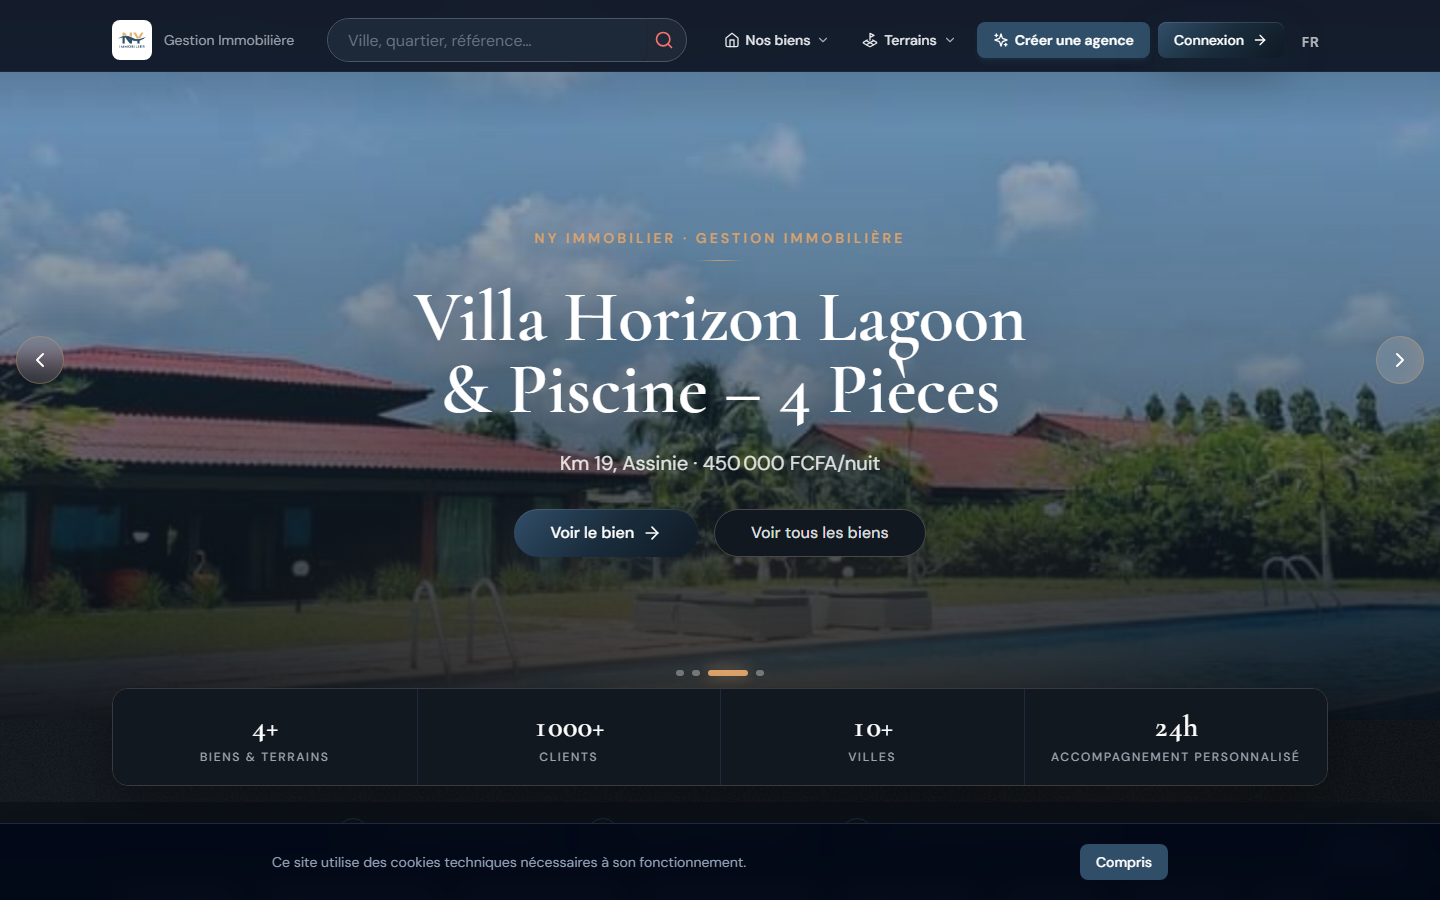 NY
IMMOBILIER
Gestion Immobilière
Ville, quartier, référence...
Nos biens
Terrains
Créer une agence
Connexion
FR
NY IMMOBILIER · GESTION IMMOBILIÈRE
Villa Horizon Lagoon
& Piscine – 4 Pièces
Km 19, Assinie · 450 000 FCFA/nuit
Voir le bien
Voir tous les biens
4+
BIENS & TERRAINS
1000+
CLIENTS
10+
VILLES
24h
ACCOMPAGNEMENT PERSONNALISÉ
Ce site utilise des cookies techniques nécessaires à son fonctionnement.
Compris